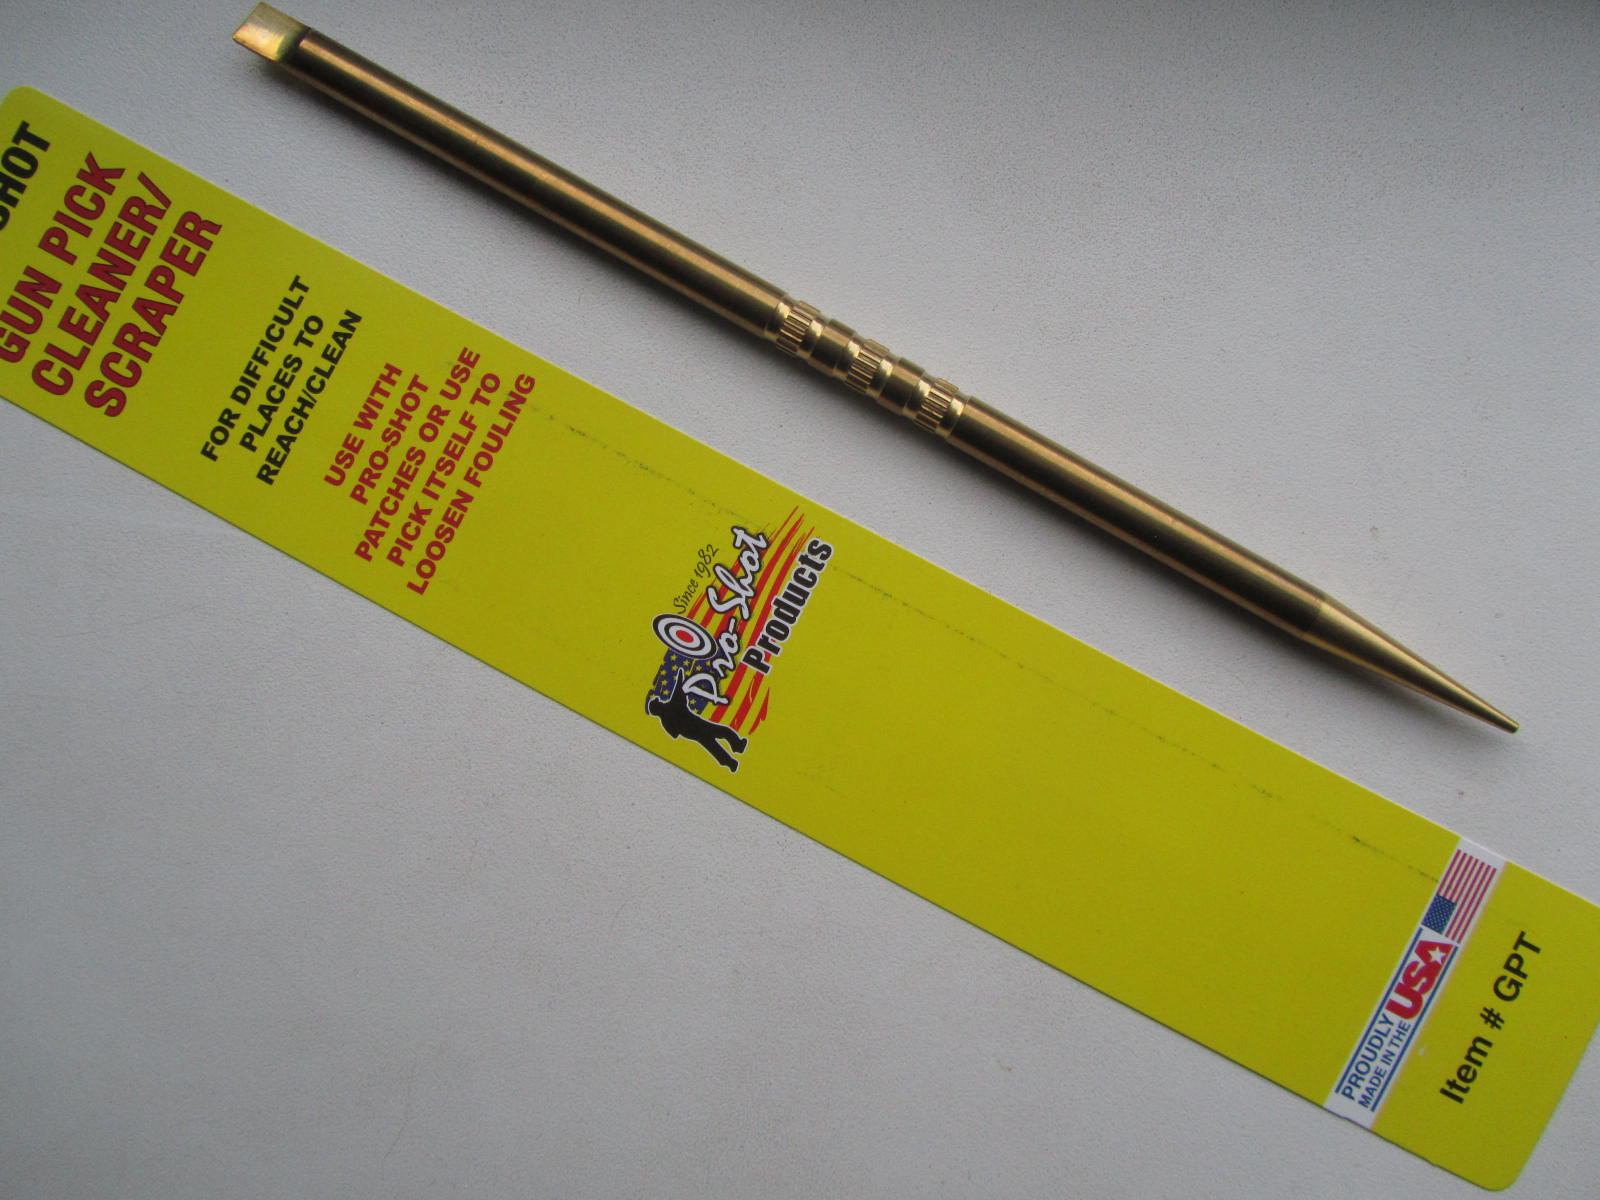 SHOT
GUN PICK
CLEANER/
SCRAPER
FOR DIFFICULT
PLACES TO
REACH/CLEAN
USE WITH
PRO-SHOT
PATCHES OR USE
PICK ITSELF TO
LOOSEN FOULING
Since 1982
Pro-Shot
Products
PROUDLY
MADE IN THE USA
Item # GPT